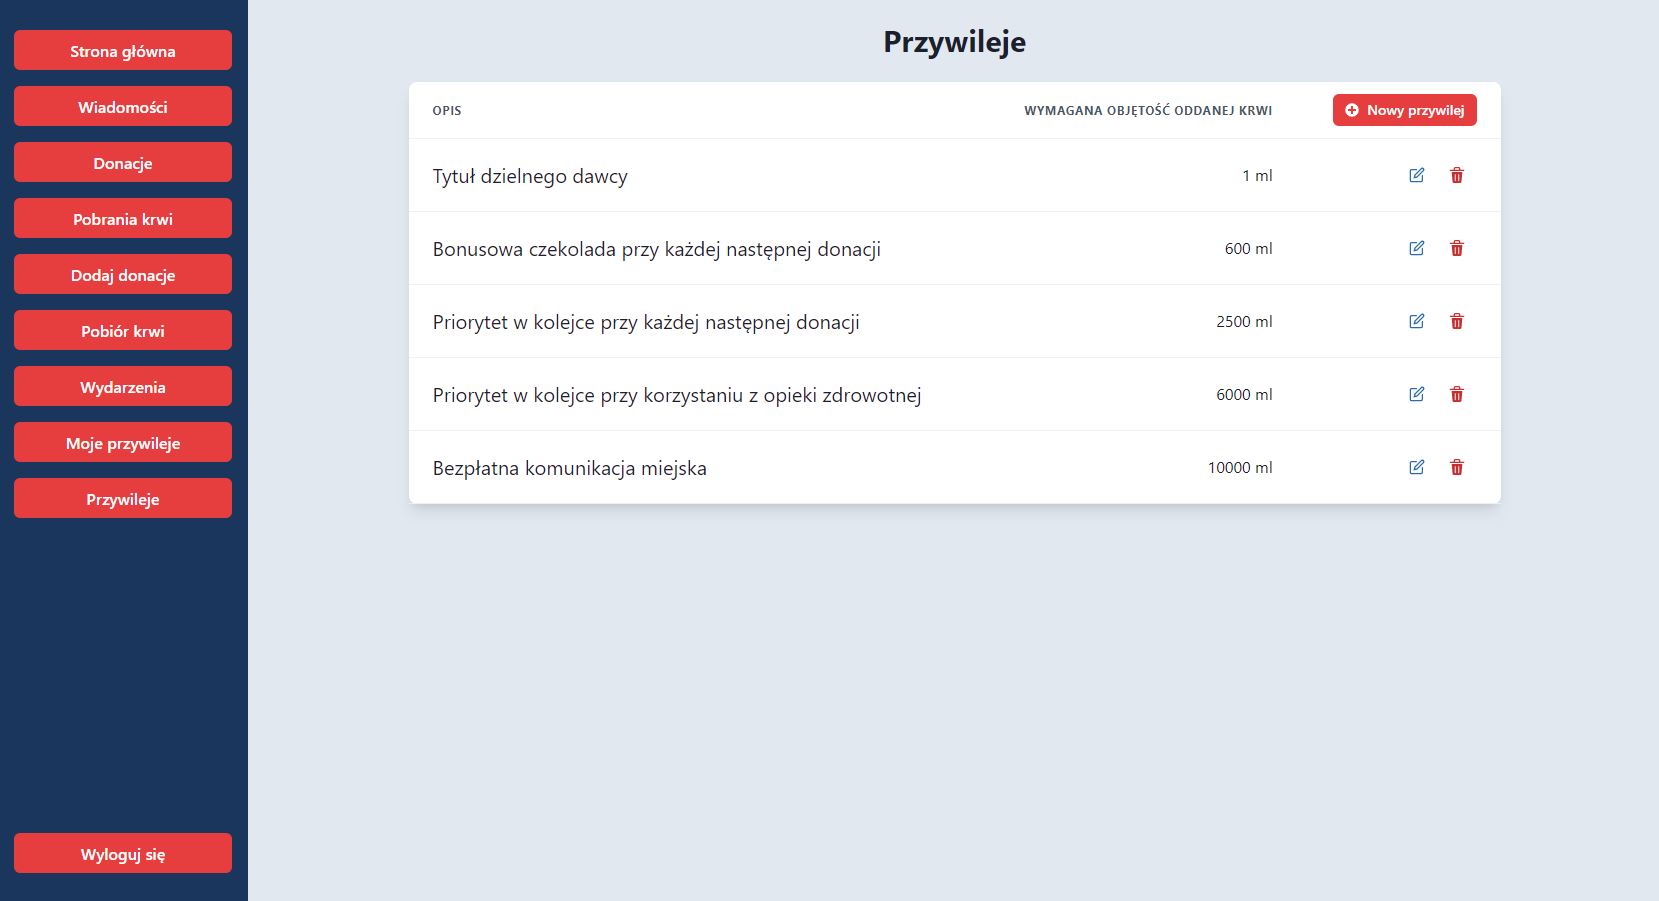 Strona główna
Wiadomości
Donacje
Pobrania krwi
Dodaj donacje
Pobiór krwi
Wydarzenia
Moje przywileje
Przywileje
Wyloguj się
Przywileje
OPIS WYMAGANA OBJĘTOŚĆ ODDANEJ KRWI Nowy przywilej
Tytuł dzielnego dawcy 1 ml
Bonusowa czekolada przy każdej następnej donacji 600 ml
Priorytet w kolejce przy każdej następnej donacji 2500 ml
Priorytet w kolejce przy korzystaniu z opieki zdrowotnej 6000 ml
Bezpłatna komunikacja miejska 10000 ml